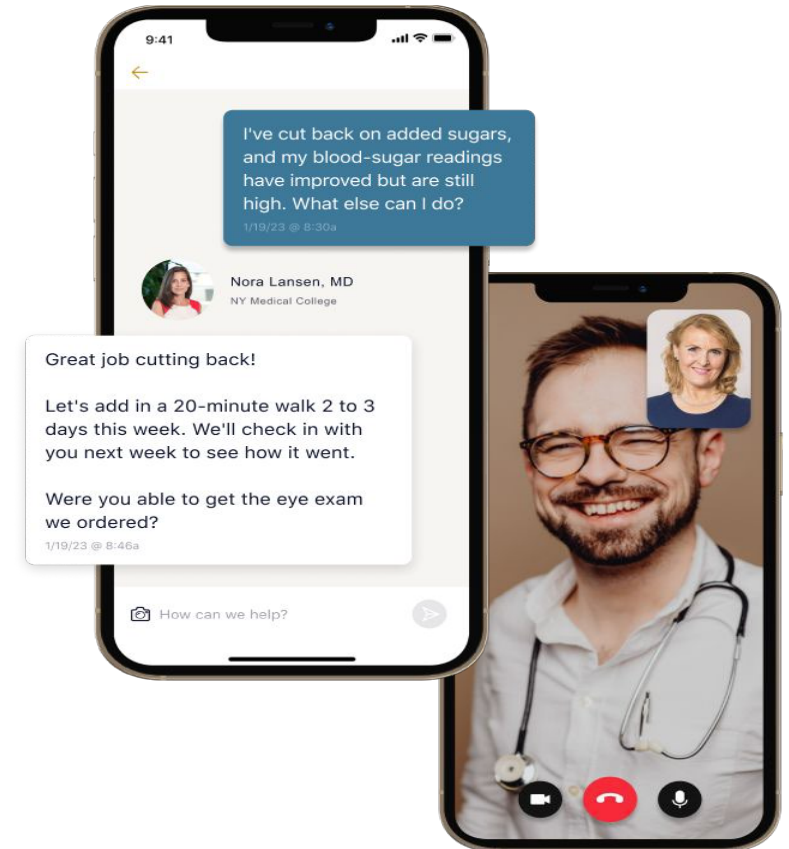 9:41
I've cut back on added sugars,
and my blood-sugar readings
have improved but are still
high. What else can I do?
1/19/23 @ 8:30a
Nora Lansen, MD
NY Medical College
Great job cutting back!
Let's add in a 20-minute walk 2 to 3
days this week. We'll check in with
you next week to see how it went.
Were you able to get the eye exam
we ordered?
1/19/23 @ 8:46a
How can we help?